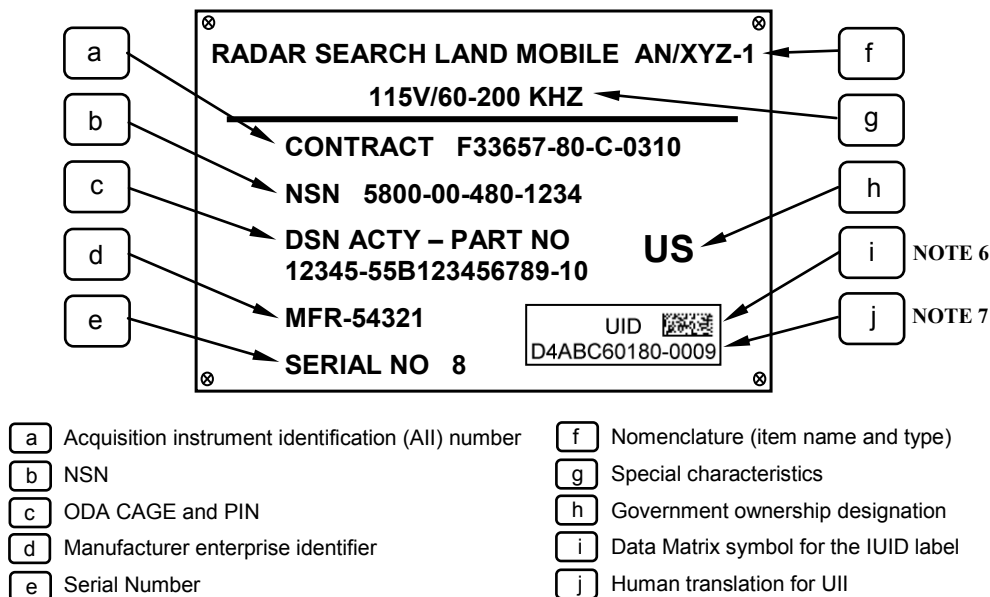 a
b
c
d
e
RADAR SEARCH LAND MOBILE AN/XYZ-1
115V/60-200 KHZ
CONTRACT F33657-80-C-0310
NSN 5800-00-480-1234
DSN ACTY – PART NO
12345-55B123456789-10
MFR-54321
SERIAL NO 8
US
UID
D4ABC60180-0009
f
g
h
i NOTE 6
j NOTE 7
a Acquisition instrument identification (AII) number
b NSN
c ODA CAGE and PIN
d Manufacturer enterprise identifier
e Serial Number
f Nomenclature (item name and type)
g Special characteristics
h Government ownership designation
i Data Matrix symbol for the IUID label
j Human translation for UII